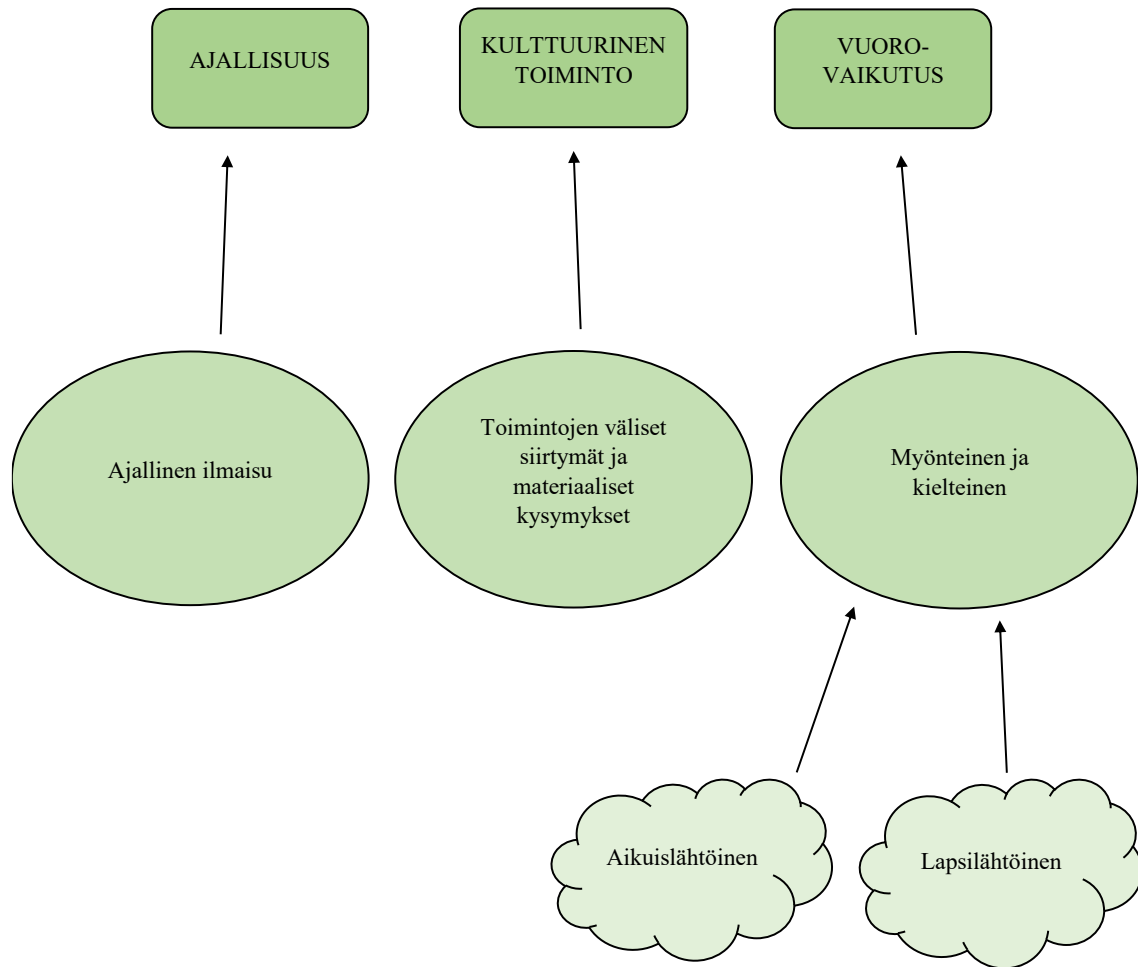 AJALLISUUS
KULTTUURINEN
TOIMINTO
VUORO-
VAIKUTUS
Ajallinen ilmaisu
Toimintojen väliset
siirtymät ja
materiaaliset
kysymykset
Myönteinen ja
kielteinen
Aikuislähtöinen
Lapsilähtöinen